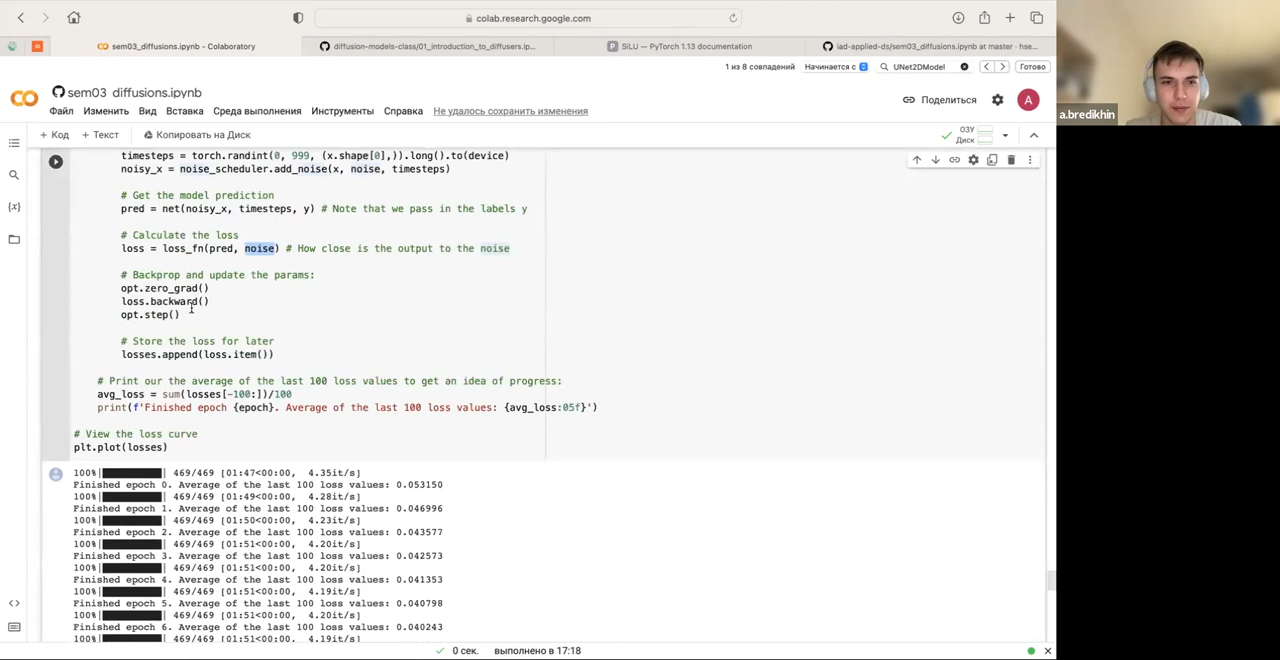 colab.research.google.com
sem03_diffusions.ipynb - Colaboratory
diffusion-models-class/01_introduction_to_diffusers.ip...
SiLU — PyTorch 1.13 documentation
iad-applied-ds/sem03_diffusions.ipynb at master · hse...
1 из 8 совпадений
Начинается с
UNet2DModel
Готово
sem03_diffusions.ipynb
Файл Изменить Вид Вставка Среда выполнения Инструменты Справка Не удалось сохранить изменения
Поделиться
A
a.bredikhin
+ Код + Текст Копировать на Диск
ОЗУ
Диск
timesteps = torch.randint(0, 999, (x.shape[0],)).long().to(device)
noisy_x = noise_scheduler.add_noise(x, noise, timesteps)
# Get the model prediction
pred = net(noisy_x, timesteps, y) # Note that we pass in the labels y
# Calculate the loss
loss = loss_fn(pred, noise) # How close is the output to the noise
# Backprop and update the params:
opt.zero_grad()
loss.backward()
opt.step()
# Store the loss for later
losses.append(loss.item())
# Print our the average of the last 100 loss values to get an idea of progress:
avg_loss = sum(losses[-100:])/100
print(f'Finished epoch {epoch}. Average of the last 100 loss values: {avg_loss:05f}')
# View the loss curve
plt.plot(losses)
100%|██████████| 469/469 [01:47<00:00, 4.35it/s]
Finished epoch 0. Average of the last 100 loss values: 0.053150
100%|██████████| 469/469 [01:49<00:00, 4.28it/s]
Finished epoch 1. Average of the last 100 loss values: 0.046996
100%|██████████| 469/469 [01:50<00:00, 4.23it/s]
Finished epoch 2. Average of the last 100 loss values: 0.043577
100%|██████████| 469/469 [01:51<00:00, 4.20it/s]
Finished epoch 3. Average of the last 100 loss values: 0.042573
100%|██████████| 469/469 [01:51<00:00, 4.20it/s]
Finished epoch 4. Average of the last 100 loss values: 0.041353
100%|██████████| 469/469 [01:51<00:00, 4.19it/s]
Finished epoch 5. Average of the last 100 loss values: 0.040798
100%|██████████| 469/469 [01:51<00:00, 4.20it/s]
Finished epoch 6. Average of the last 100 loss values: 0.040243
100%|██████████| 469/469 [01:51<00:00, 4.19it/s]
0 сек. выполнено в 17:18